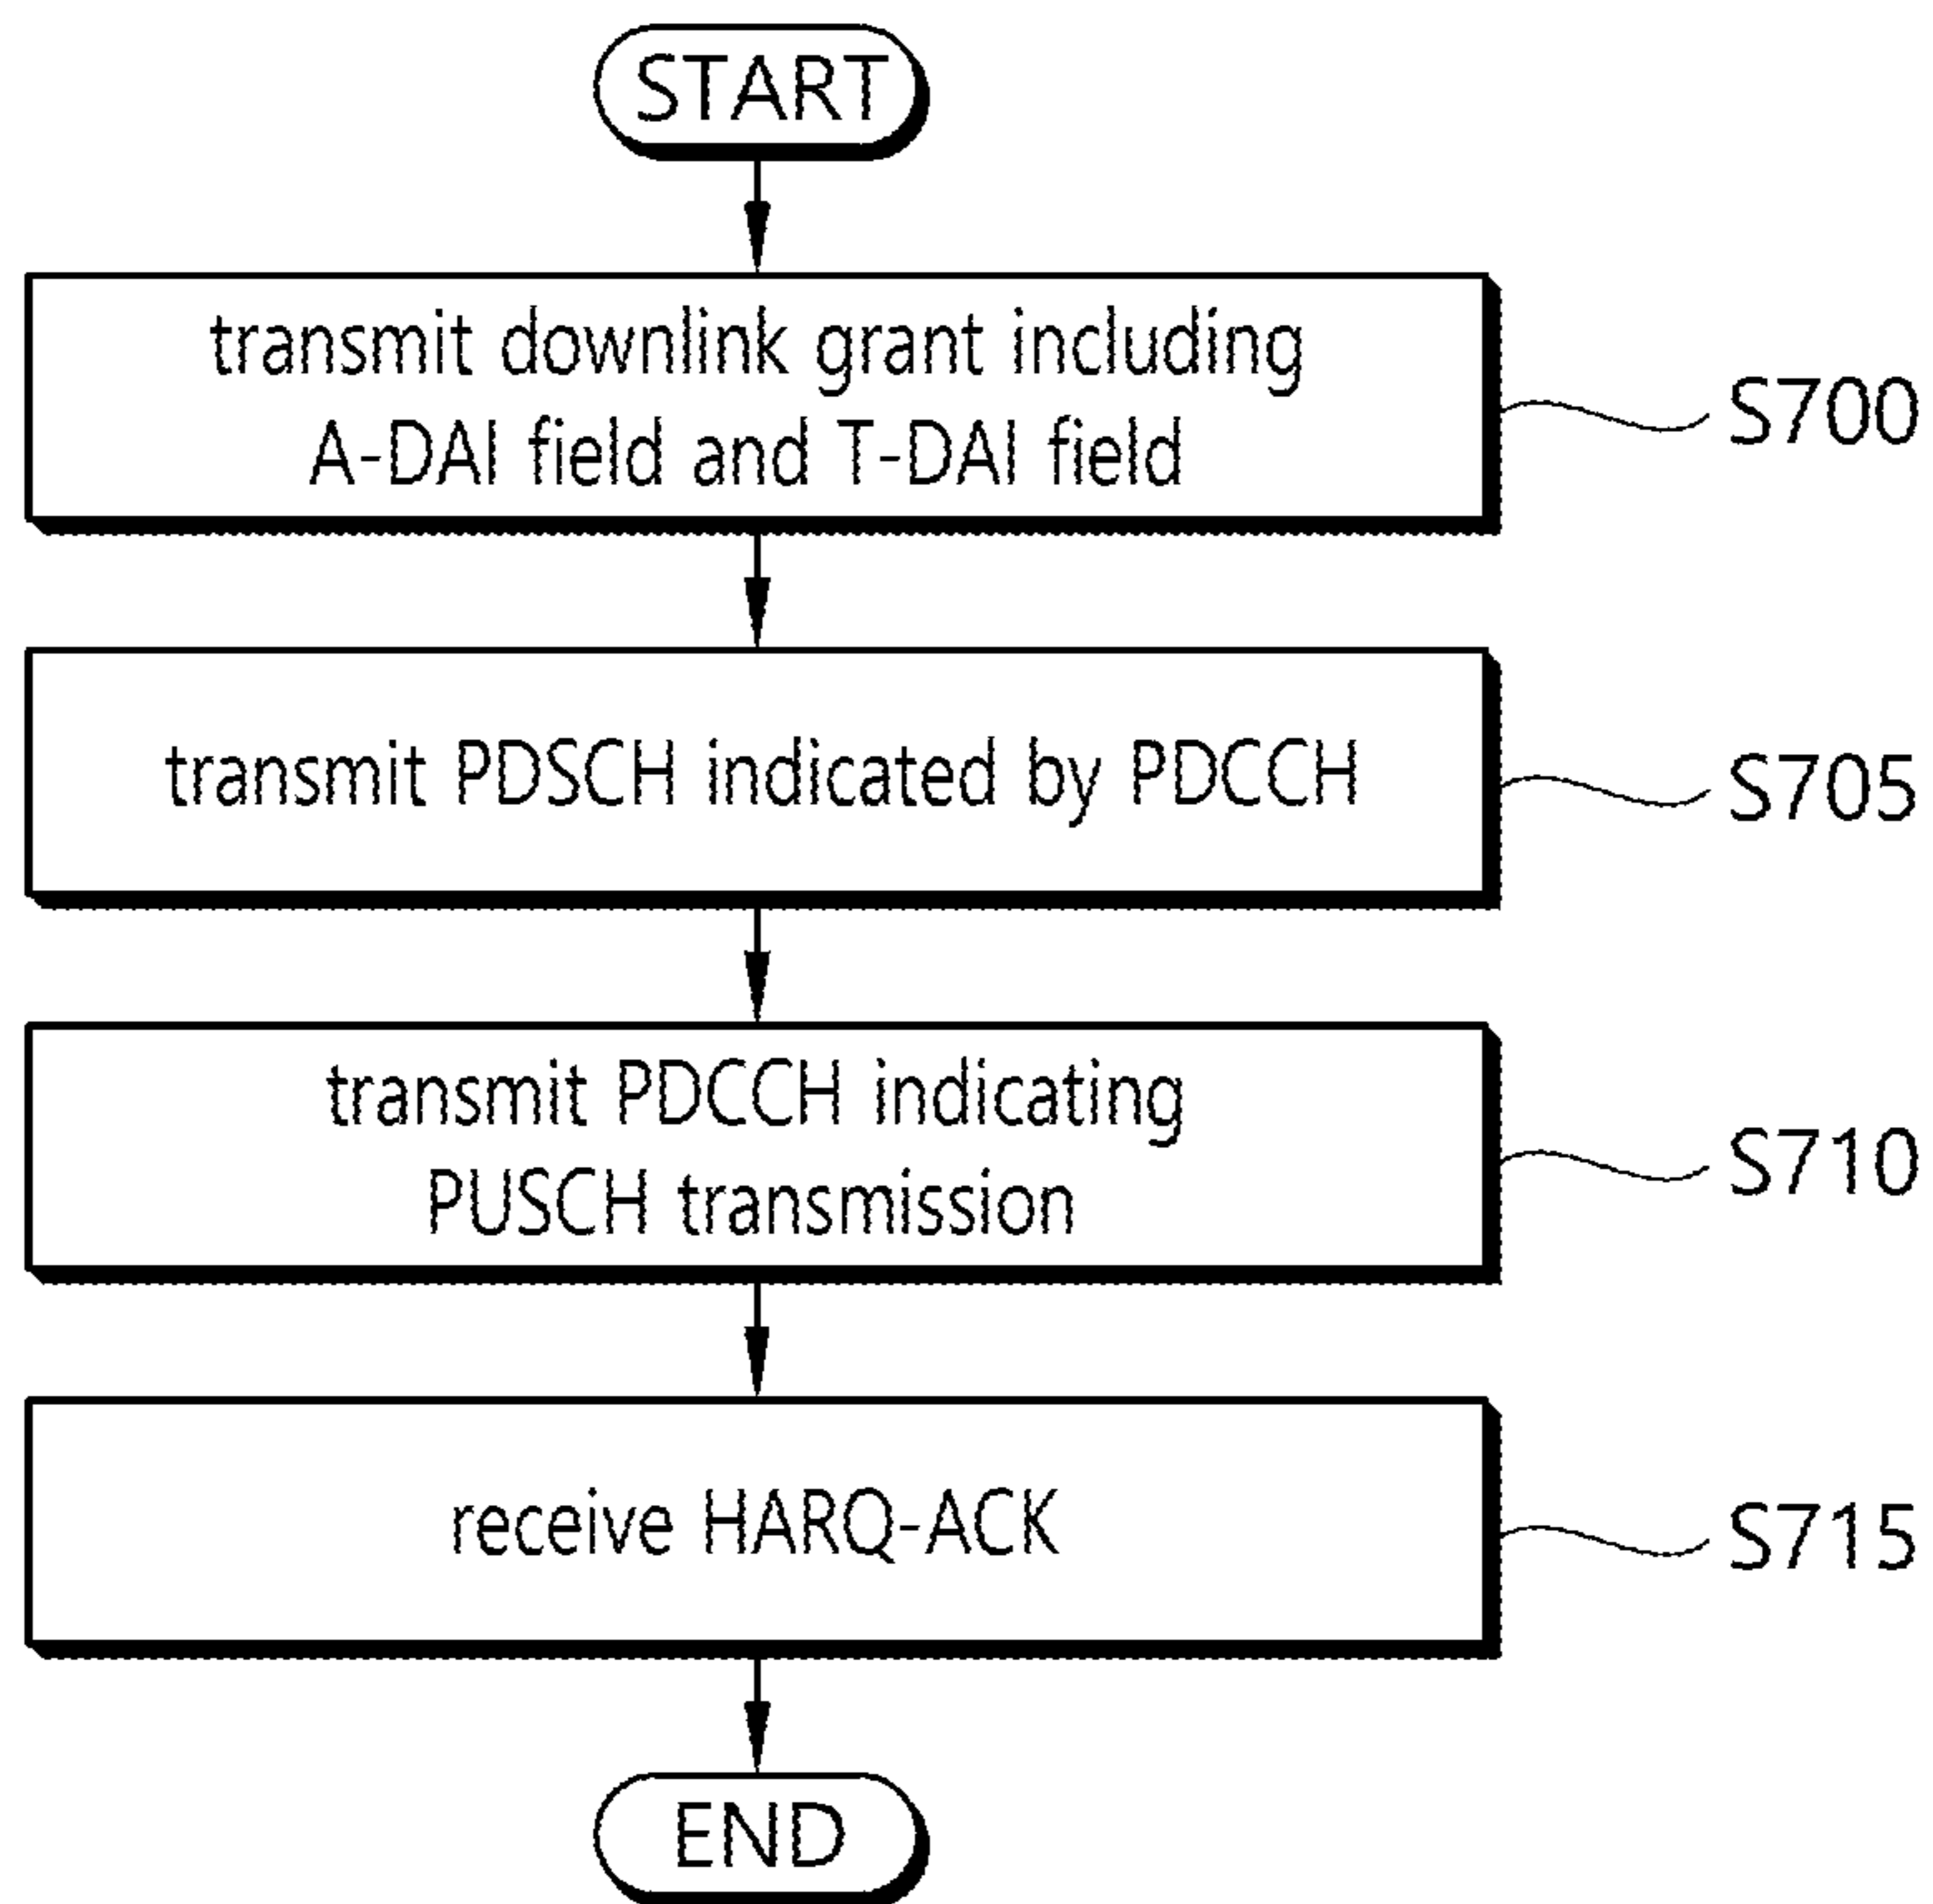 START
transmit downlink grant including
A-DAI field and T-DAI field
S700
transmit PDSCH indicated by PDCCH
S705
transmit PDCCH indicating
PUSCH transmission
S710
receive HARQ-ACK
S715
END